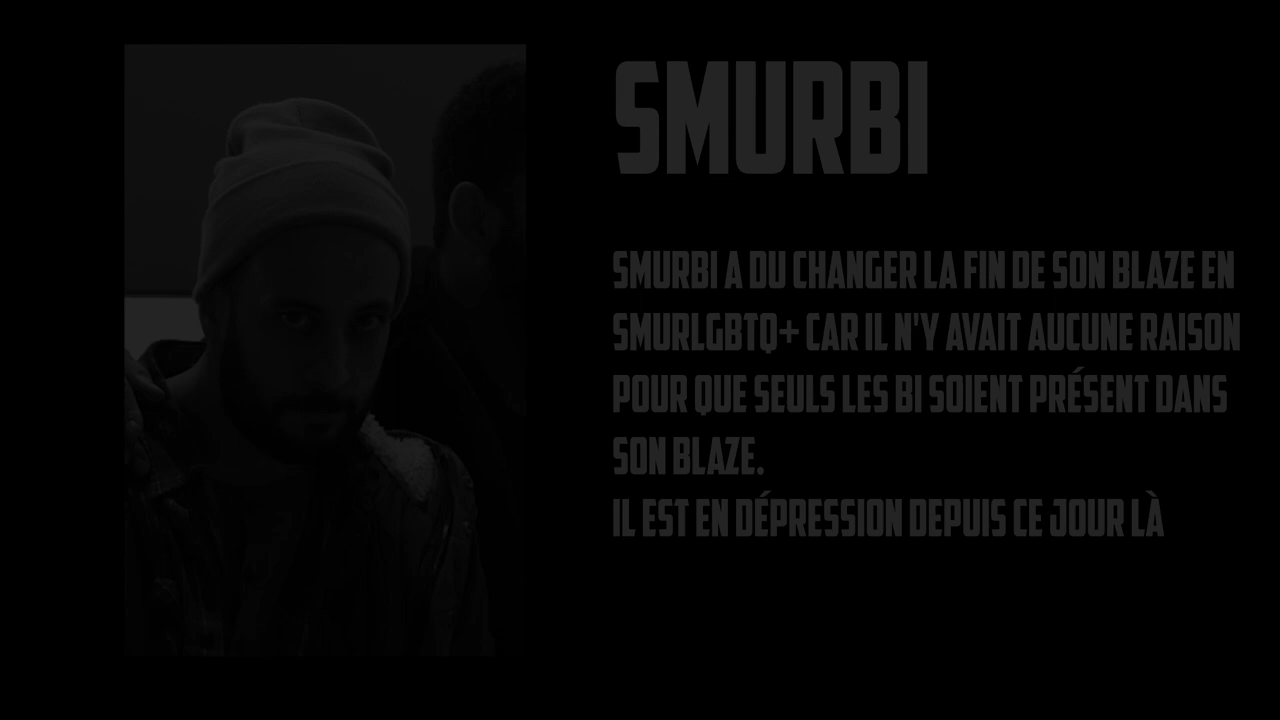 SMURBI
SMURBI A DU CHANGER LA FIN DE SON BLAZE EN
SMURLGBTQ+ CAR IL N'Y AVAIT AUCUNE RAISON
POUR QUE SEULS LES BI SOIENT PRÉSENT DANS
SON BLAZE.
IL EST EN DÉPRESSION DEPUIS CE JOUR LÀ